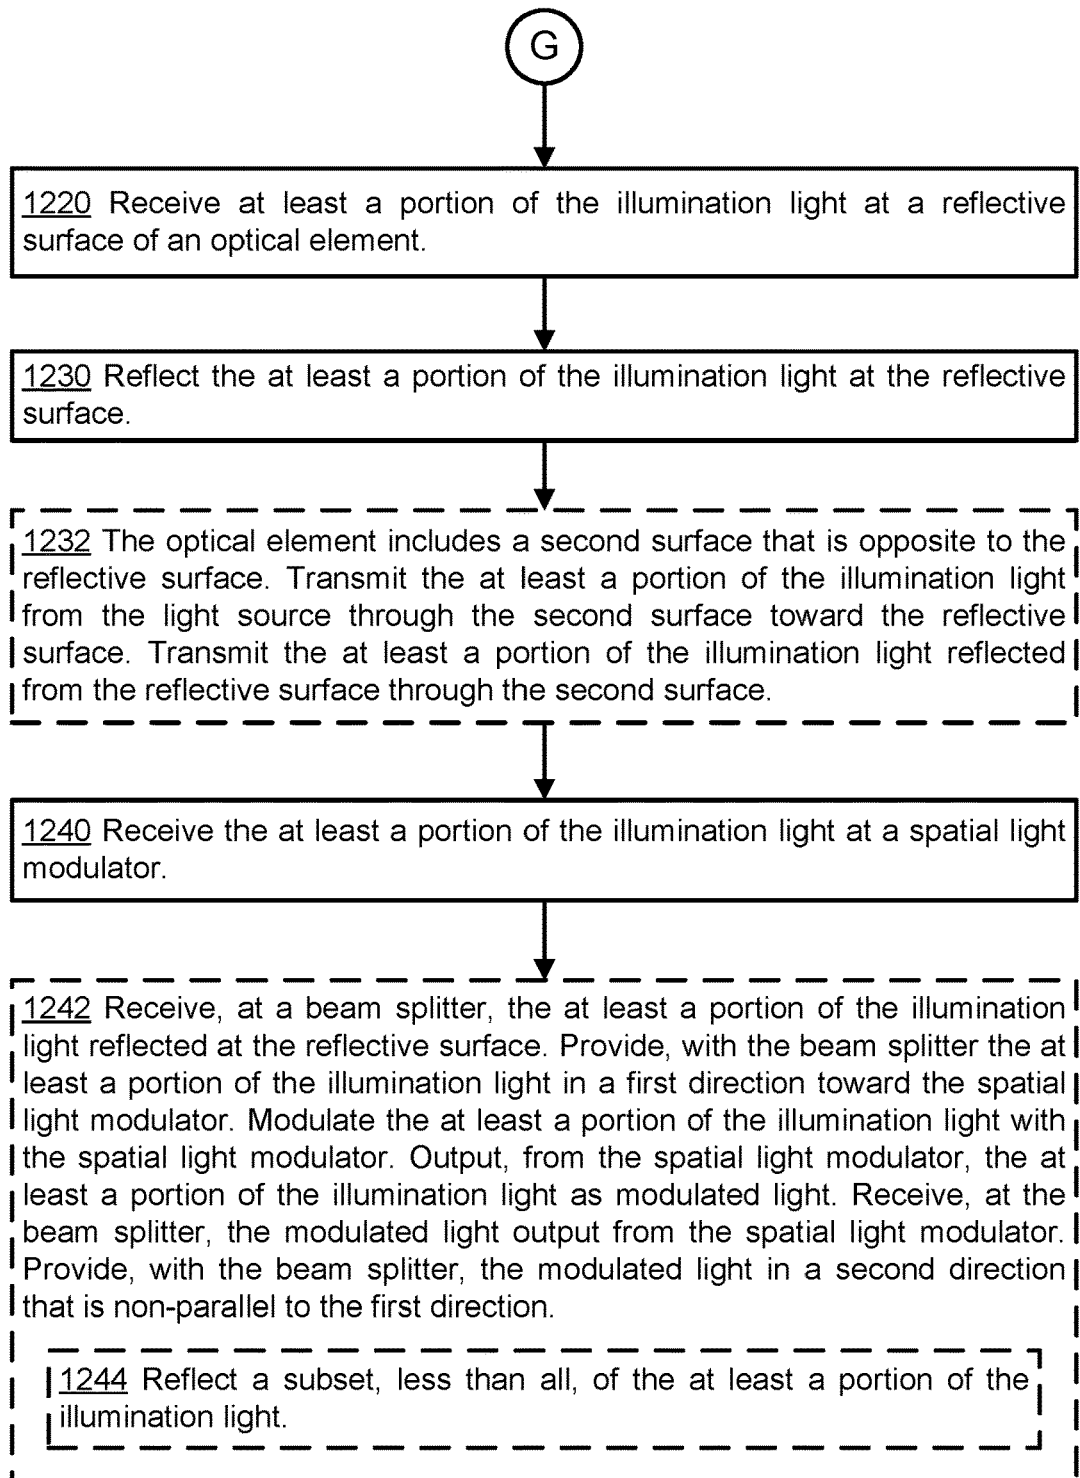 G
1220 Receive at least a portion of the illumination light at a reflective
surface of an optical element.
1230 Reflect the at least a portion of the illumination light at the reflective
surface.
1232 The optical element includes a second surface that is opposite to the
reflective surface. Transmit the at least a portion of the illumination light
from the light source through the second surface toward the reflective
surface. Transmit the at least a portion of the illumination light reflected
from the reflective surface through the second surface.
1240 Receive the at least a portion of the illumination light at a spatial light
modulator.
1242 Receive, at a beam splitter, the at least a portion of the illumination
light reflected at the reflective surface. Provide, with the beam splitter the at
least a portion of the illumination light in a first direction toward the spatial
light modulator. Modulate the at least a portion of the illumination light with
the spatial light modulator. Output, from the spatial light modulator, the at
least a portion of the illumination light as modulated light. Receive, at the
beam splitter, the modulated light output from the spatial light modulator.
Provide, with the beam splitter, the modulated light in a second direction
that is non-parallel to the first direction.
1244 Reflect a subset, less than all, of the at least a portion of the
illumination light.